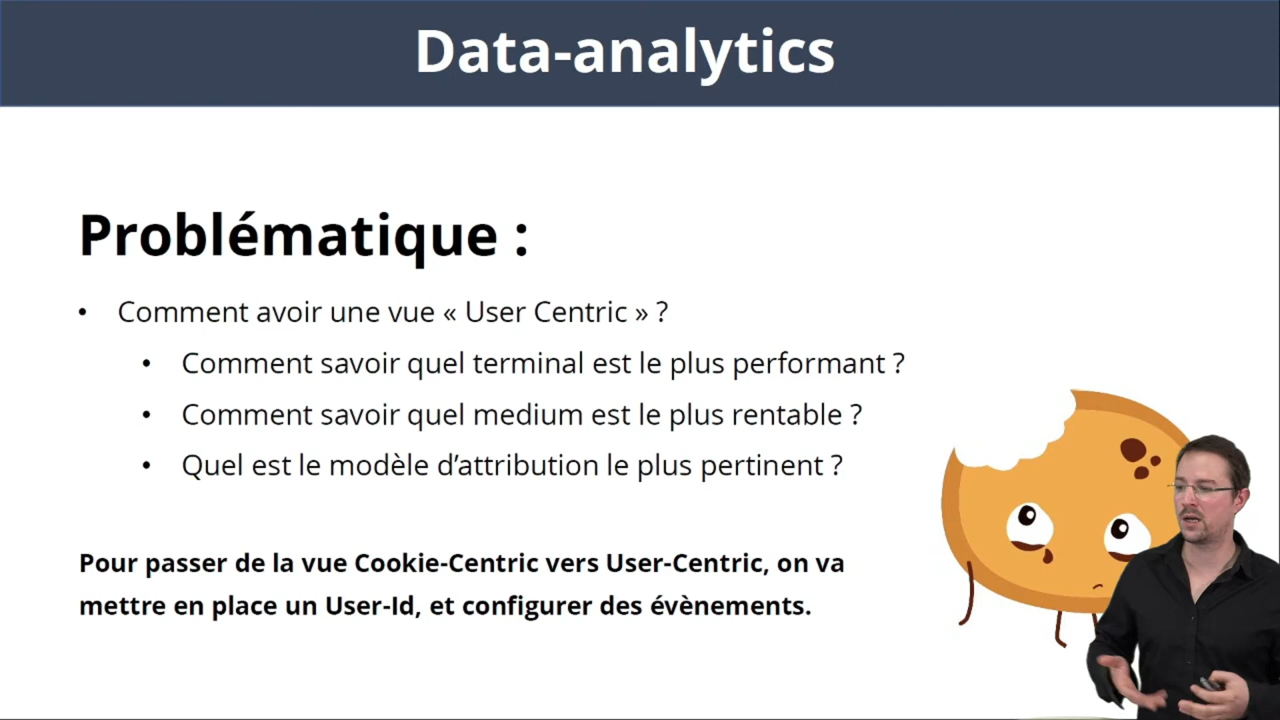 Data-analytics
Problématique :
• Comment avoir une vue « User Centric » ?
• Comment savoir quel terminal est le plus performant ?
• Comment savoir quel medium est le plus rentable ?
• Quel est le modèle d’attribution le plus pertinent ?
Pour passer de la vue Cookie-Centric vers User-Centric, on va
mettre en place un User-Id, et configurer des évènements.